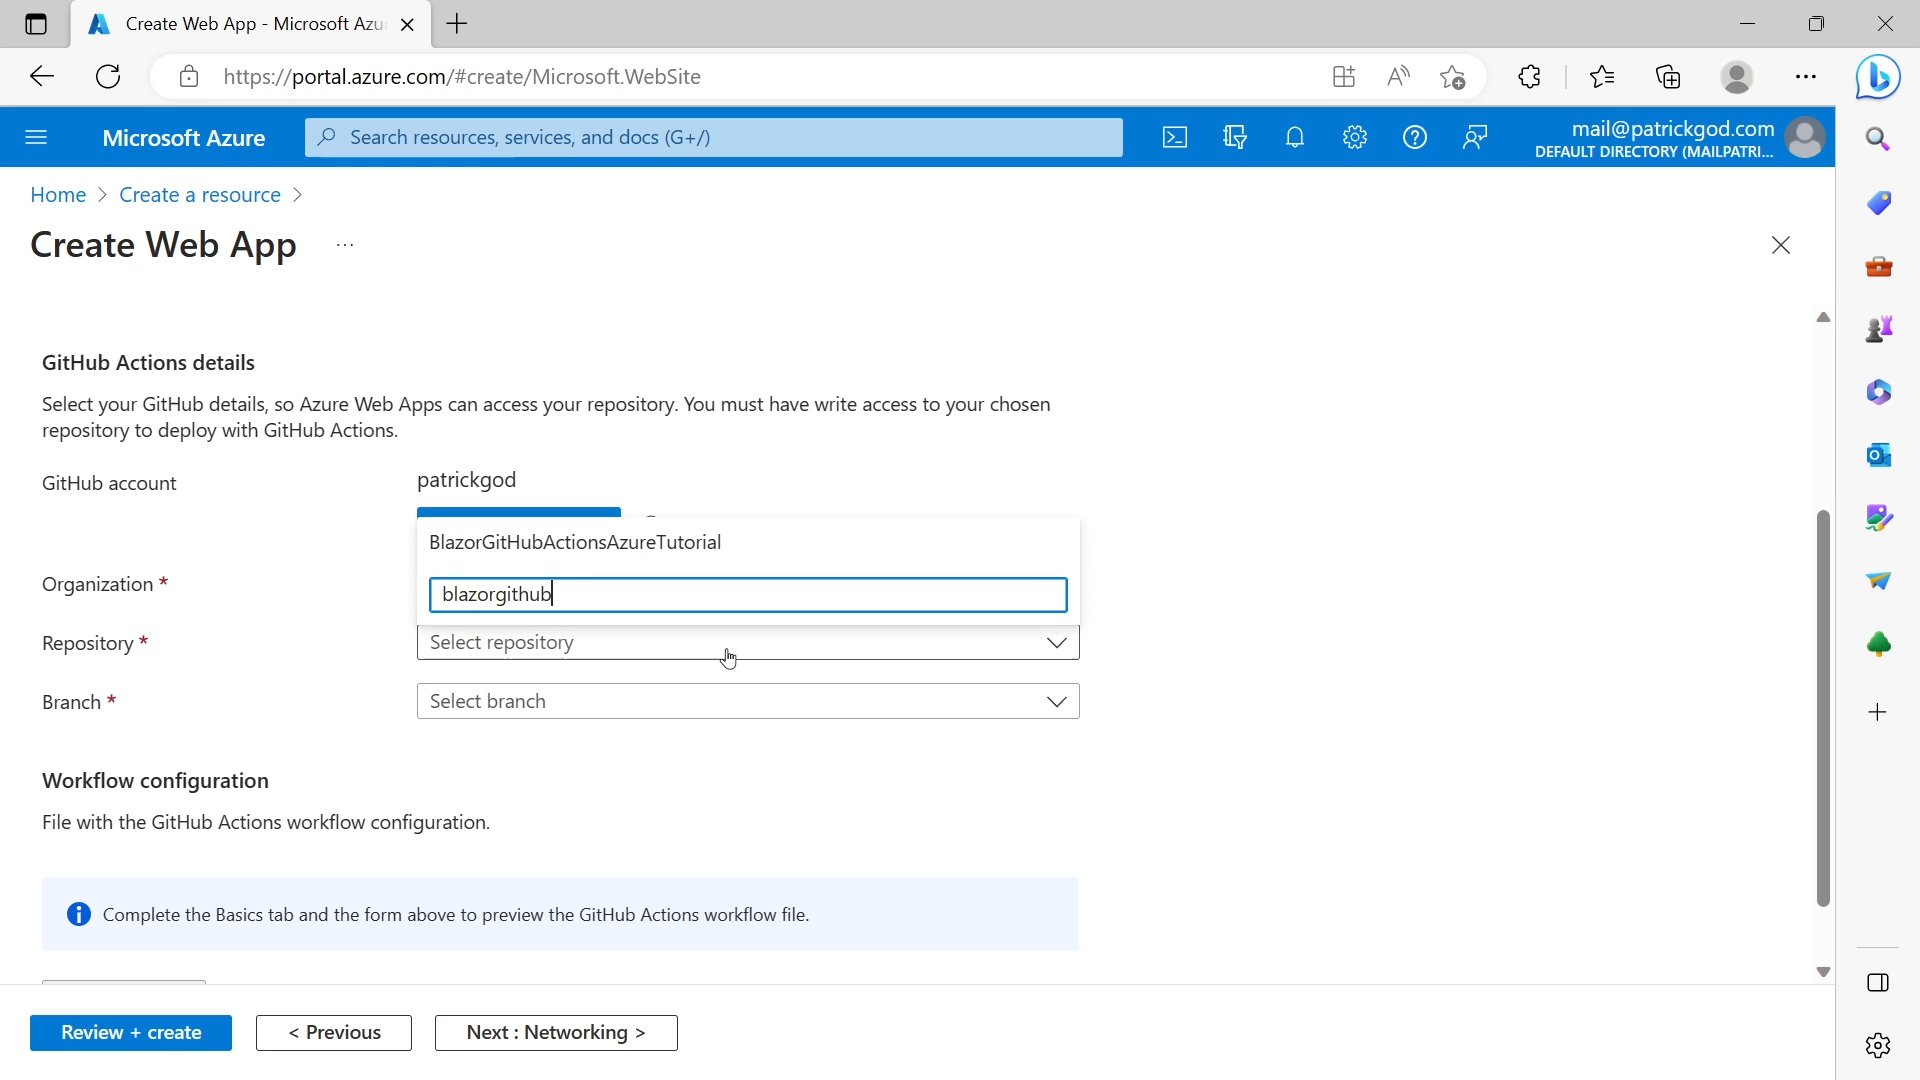 Create Web App - Microsoft Azu
https://portal.azure.com/#create/Microsoft.WebSite
Microsoft Azure
Search resources, services, and docs (G+/)
mail@patrickgod.com
DEFAULT DIRECTORY (MAILPATRI...
Home > Create a resource >
Create Web App ...
GitHub Actions details
Select your GitHub details, so Azure Web Apps can access your repository. You must have write access to your chosen
repository to deploy with GitHub Actions.
GitHub account
patrickgod
BlazorGitHubActionsAzureTutorial
Organization *
blazorgithub
Repository *
Select repository
Branch *
Select branch
Workflow configuration
File with the GitHub Actions workflow configuration.
Complete the Basics tab and the form above to preview the GitHub Actions workflow file.
Review + create
< Previous
Next : Networking >